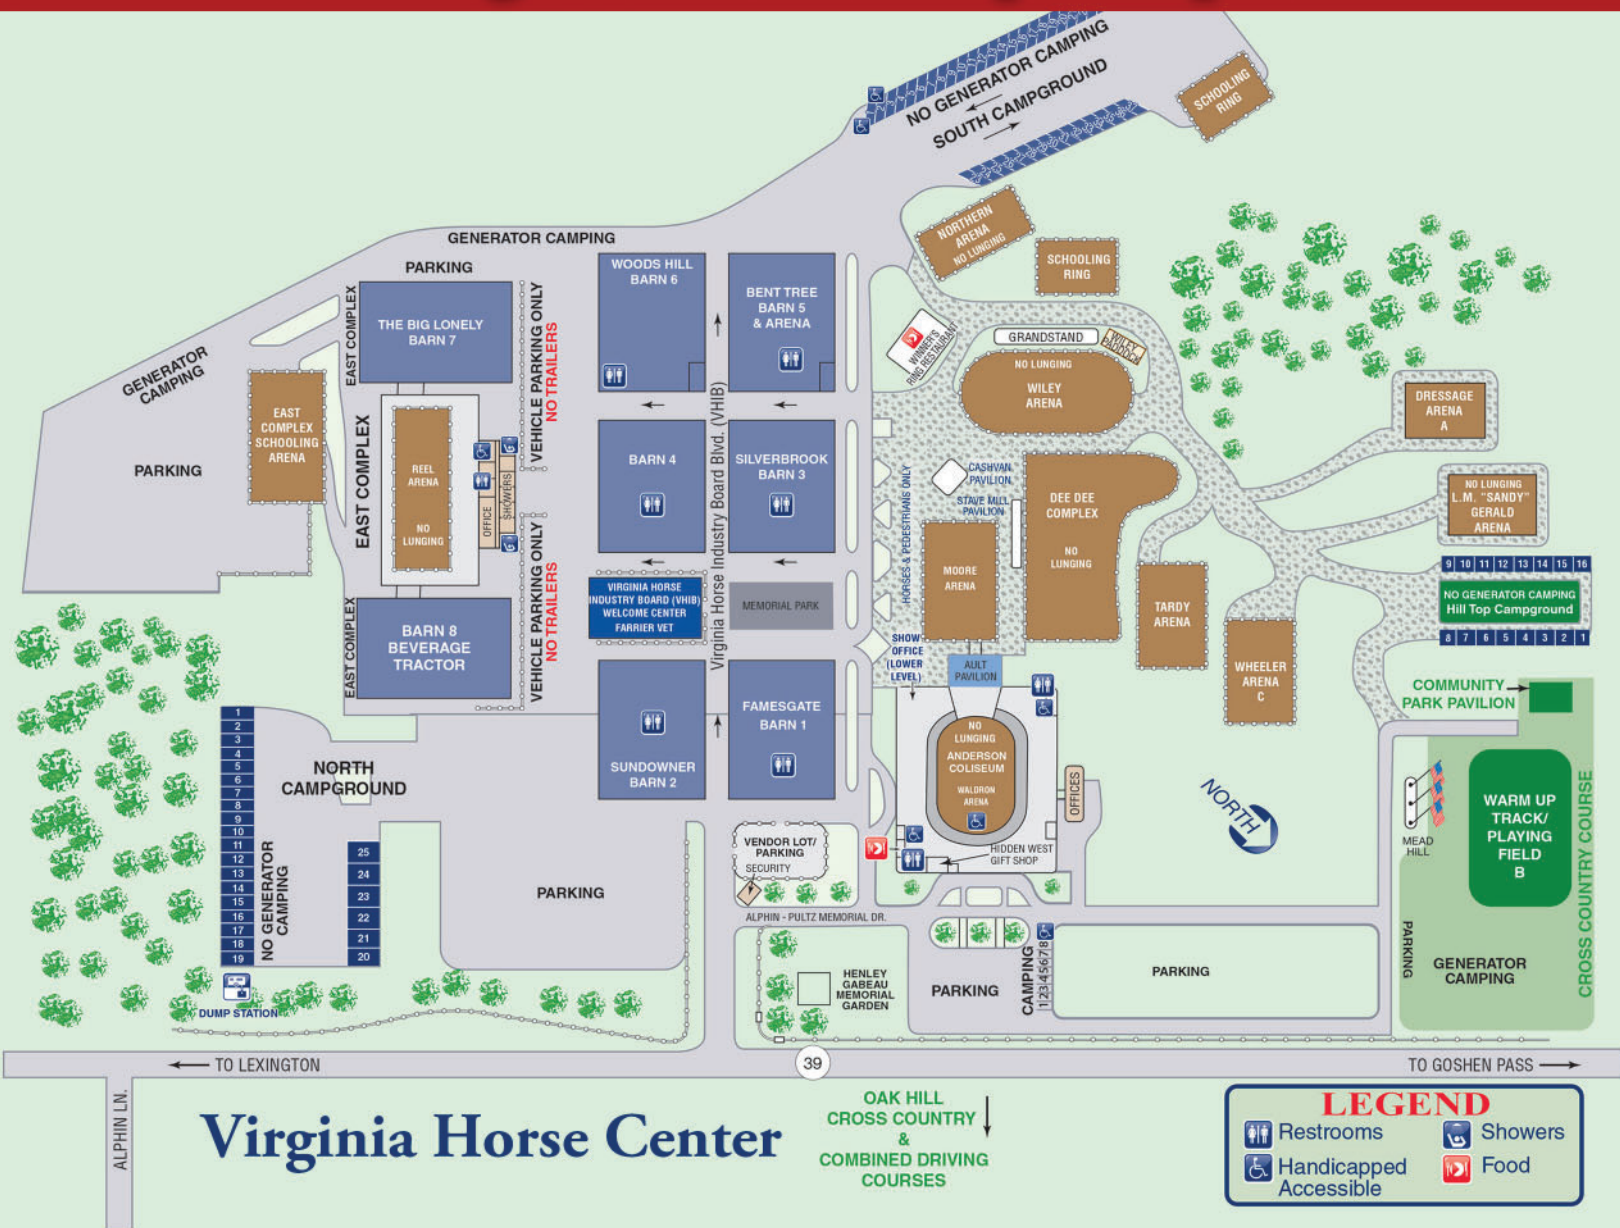 NO GENERATOR CAMPING
SOUTH CAMPGROUND
SCHOOLING
RING
NORTHERN
ARENA
NO LUNGING
SCHOOLING
RING
GENERATOR CAMPING
PARKING
GENERATOR
CAMPING
PARKING
EAST COMPLEX
THE BIG LONELY
BARN 7
VEHICLE PARKING ONLY
NO TRAILERS
WOODS HILL
BARN 6
BENT TREE
BARN 5
& ARENA
WINNER'S
RING RESTAURANT
GRANDSTAND
WILEY
PADDOCK
NO LUNGING
WILEY
ARENA
EAST
COMPLEX
SCHOOLING
ARENA
EAST COMPLEX
REEL
ARENA
NO
LUNGING
OFFICE
SHOWERS
BARN 4
SILVERBROOK
BARN 3
Virginia Horse Industry Board Blvd. (VHIB)
HORSES & PEDESTRIANS ONLY
CASHVAN
PAVILION
STAVE MILL
PAVILION
DEE DEE
COMPLEX
NO
LUNGING
MOORE
ARENA
DRESSAGE
ARENA
A
NO LUNGING
L.M. "SANDY"
GERALD
ARENA
9 10 11 12 13 14 15 16
NO GENERATOR CAMPING
Hill Top Campground
8 7 6 5 4 3 2 1
TARDY
ARENA
WHEELER
ARENA
C
EAST COMPLEX
BARN 8
BEVERAGE
TRACTOR
VEHICLE PARKING ONLY
NO TRAILERS
VIRGINIA HORSE
INDUSTRY BOARD (VHIB)
WELCOME CENTER
FARRIER VET
MEMORIAL PARK
SHOW
OFFICE
(LOWER
LEVEL)
AULT
PAVILION
COMMUNITY
PARK PAVILION
SUNDOWNER
BARN 2
FAMESGATE
BARN 1
NO
LUNGING
ANDERSON
COLISEUM
WALDRON
ARENA
OFFICES
HIDDEN WEST
GIFT SHOP
NORTH
MEAD
HILL
WARM UP
TRACK/
PLAYING
FIELD
B
CROSS COUNTRY COURSE
1
2
3
4
5
6
7
8
9
10
11
12
13
14
15
16
17
18
19
NORTH
CAMPGROUND
NO GENERATOR
CAMPING
25
24
23
22
21
20
PARKING
VENDOR LOT/
PARKING
SECURITY
ALPHIN - PULTZ MEMORIAL DR.
HENLEY
GABEAU
MEMORIAL
GARDEN
PARKING
CAMPING
1 2 3 4 5 6 7 8
PARKING
PARKING
GENERATOR
CAMPING
DUMP STATION
TO LEXINGTON
39
TO GOSHEN PASS
ALPHIN LN.
Virginia Horse Center
OAK HILL
CROSS COUNTRY
&
COMBINED DRIVING
COURSES
LEGEND
Restrooms
Showers
Handicapped
Accessible
Food